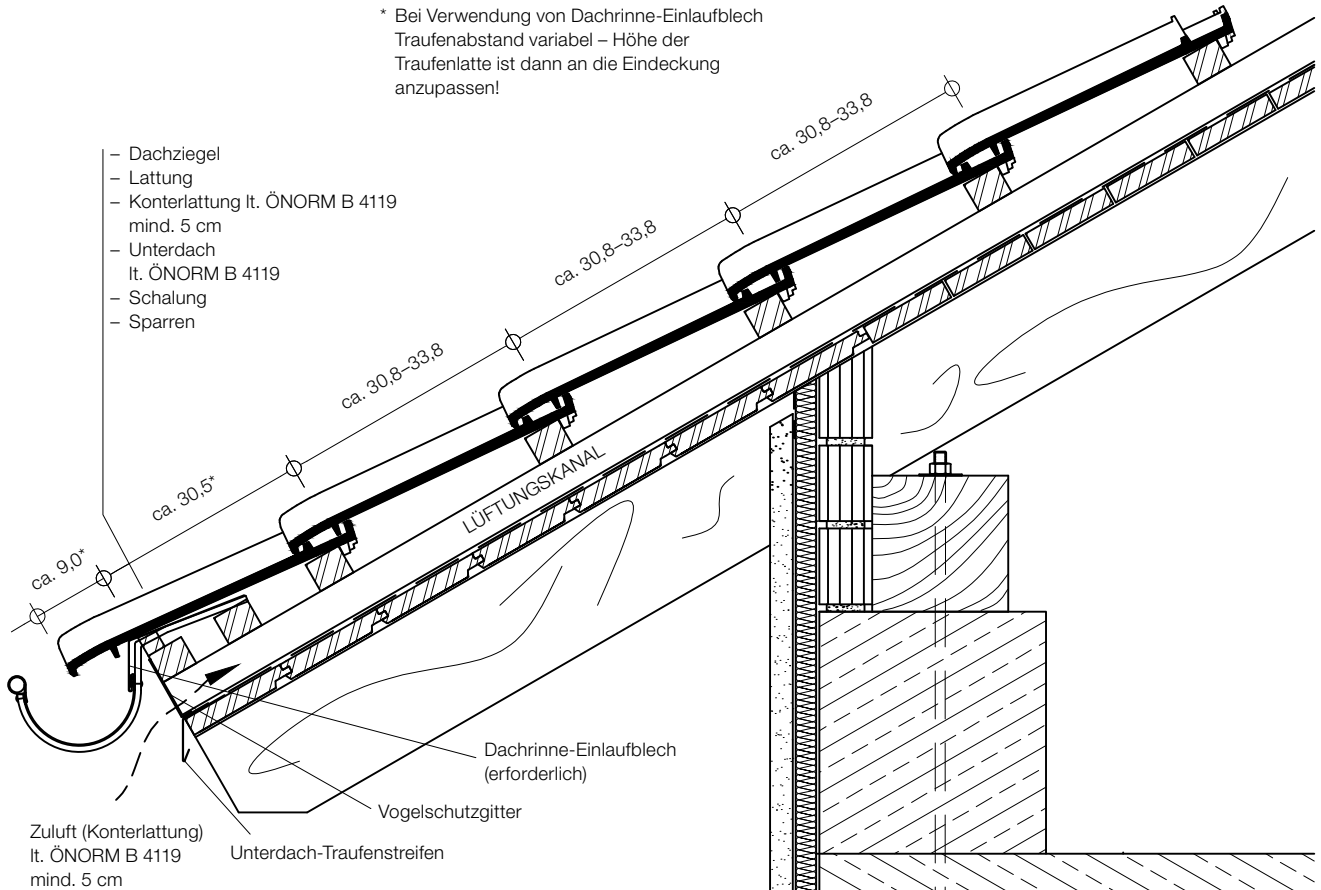 * Bei Verwendung von Dachrinne-Einlaufblech
Traufenabstand variabel – Höhe der
Traufenlatte ist dann an die Eindeckung
anzupassen!
ca. 30,8–33,8
– Dachziegel
– Lattung
– Konterlattung lt. ÖNORM B 4119
mind. 5 cm
– Unterdach
lt. ÖNORM B 4119
– Schalung
– Sparren
ca. 30,8–33,8
ca. 30,8–33,8
ca. 30,5*
ca. 9,0*
LÜFTUNGSKANAL
Dachrinne-Einlaufblech
(erforderlich)
Vogelschutzgitter
Unterdach-Traufenstreifen
Zuluft (Konterlattung)
lt. ÖNORM B 4119
mind. 5 cm